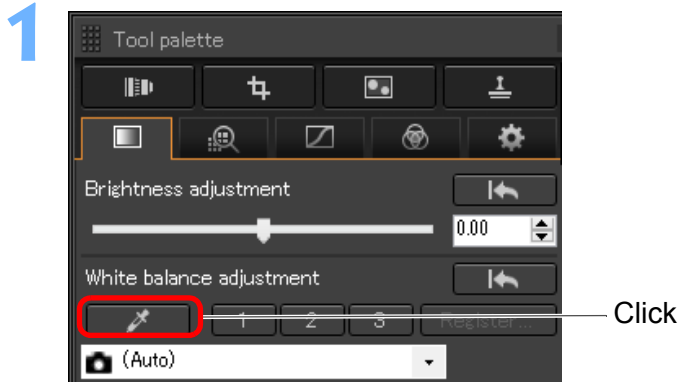 1
Tool palette
Brightness adjustment
0.00
White balance adjustment
1 2 3 Register...
Click
(Auto)